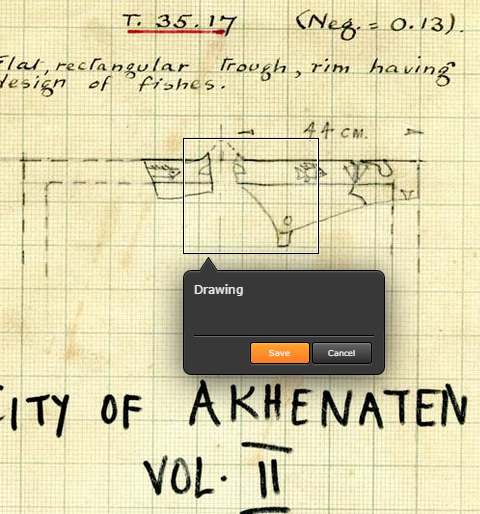 T. 35.17 (Neg. = 0.13).
Flat, rectangular trough, rim having
design of fishes.
44 CM.
Drawing
Save Cancel
CITY OF AKHENATEN
VOL. II